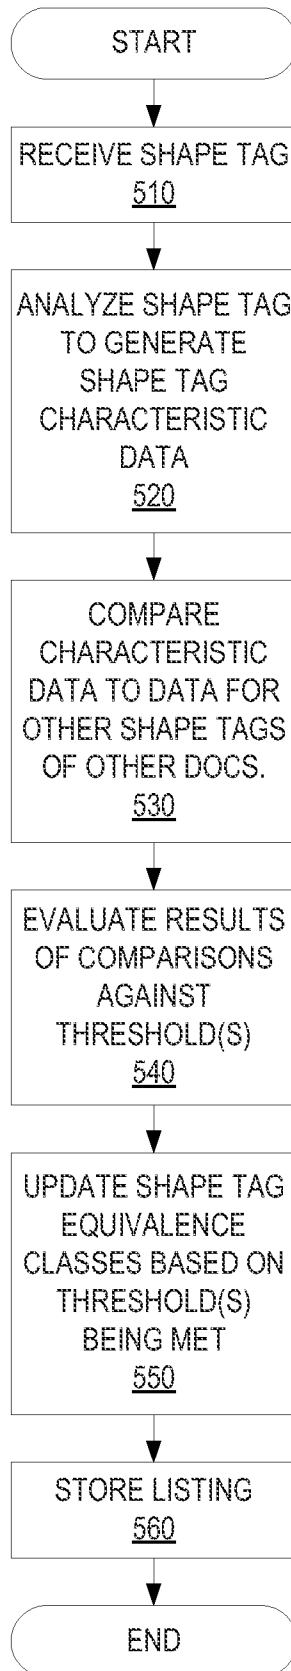 START
RECEIVE SHAPE TAG
510
ANALYZE SHAPE TAG
TO GENERATE
SHAPE TAG
CHARACTERISTIC
DATA
520
COMPARE
CHARACTERISTIC
DATA TO DATA FOR
OTHER SHAPE TAGS
OF OTHER DOCS.
530
EVALUATE RESULTS
OF COMPARISONS
AGAINST
THRESHOLD(S)
540
UPDATE SHAPE TAG
EQUIVALENCE
CLASSES BASED ON
THRESHOLD(S)
BEING MET
550
STORE LISTING
560
END